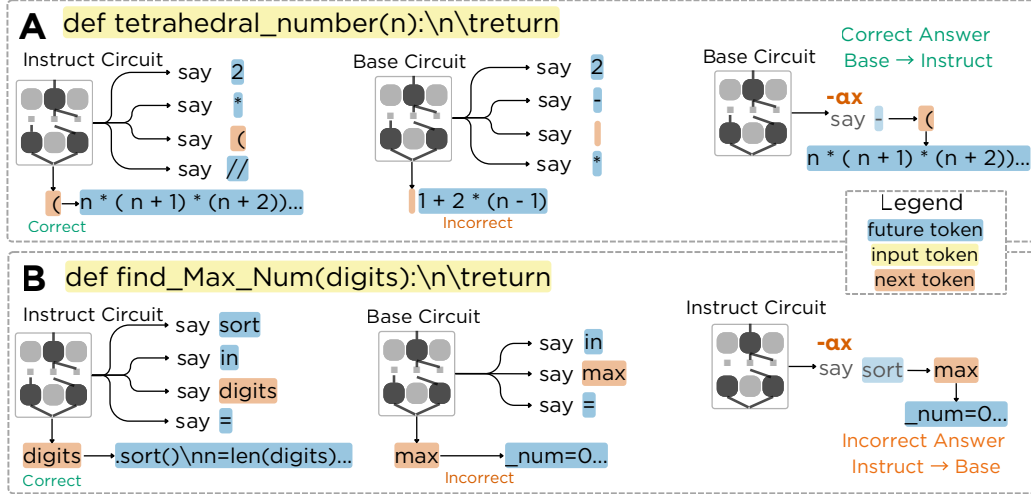 A def tetrahedral_number(n):\n\treturn
Instruct Circuit
say 2
say *
say (
say //
( n * ( n + 1) * (n + 2))...
Correct
Base Circuit
say 2
say -
say
say *
1 + 2 * (n - 1)
Incorrect
Correct Answer
Base → Instruct
Base Circuit
-αx
say - (
n * ( n + 1) * (n + 2))...
Legend
future token
input token
next token
B def find_Max_Num(digits):\n\treturn
Instruct Circuit
say sort
say in
say digits
say =
digits .sort()\nn=len(digits)...
Correct
Base Circuit
say in
say max
say =
max _num=0...
Incorrect
Instruct Circuit
-αx
say sort max
_num=0...
Incorrect Answer
Instruct → Base